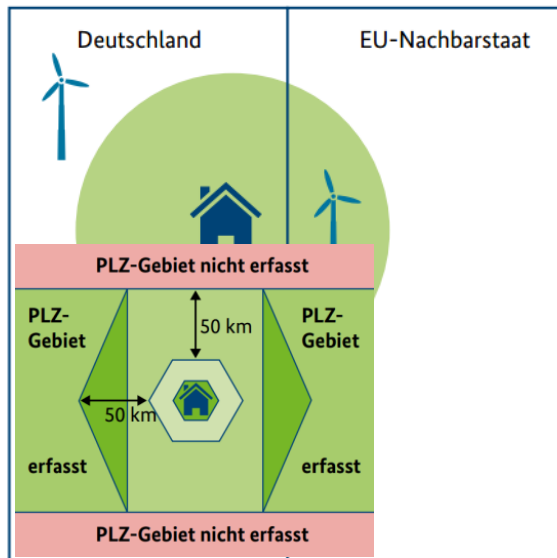 Deutschland
EU-Nachbarstaat
PLZ-Gebiet nicht erfasst
PLZ-
Gebiet
50 km
PLZ-
Gebiet
50 km
erfasst
erfasst
PLZ-Gebiet nicht erfasst